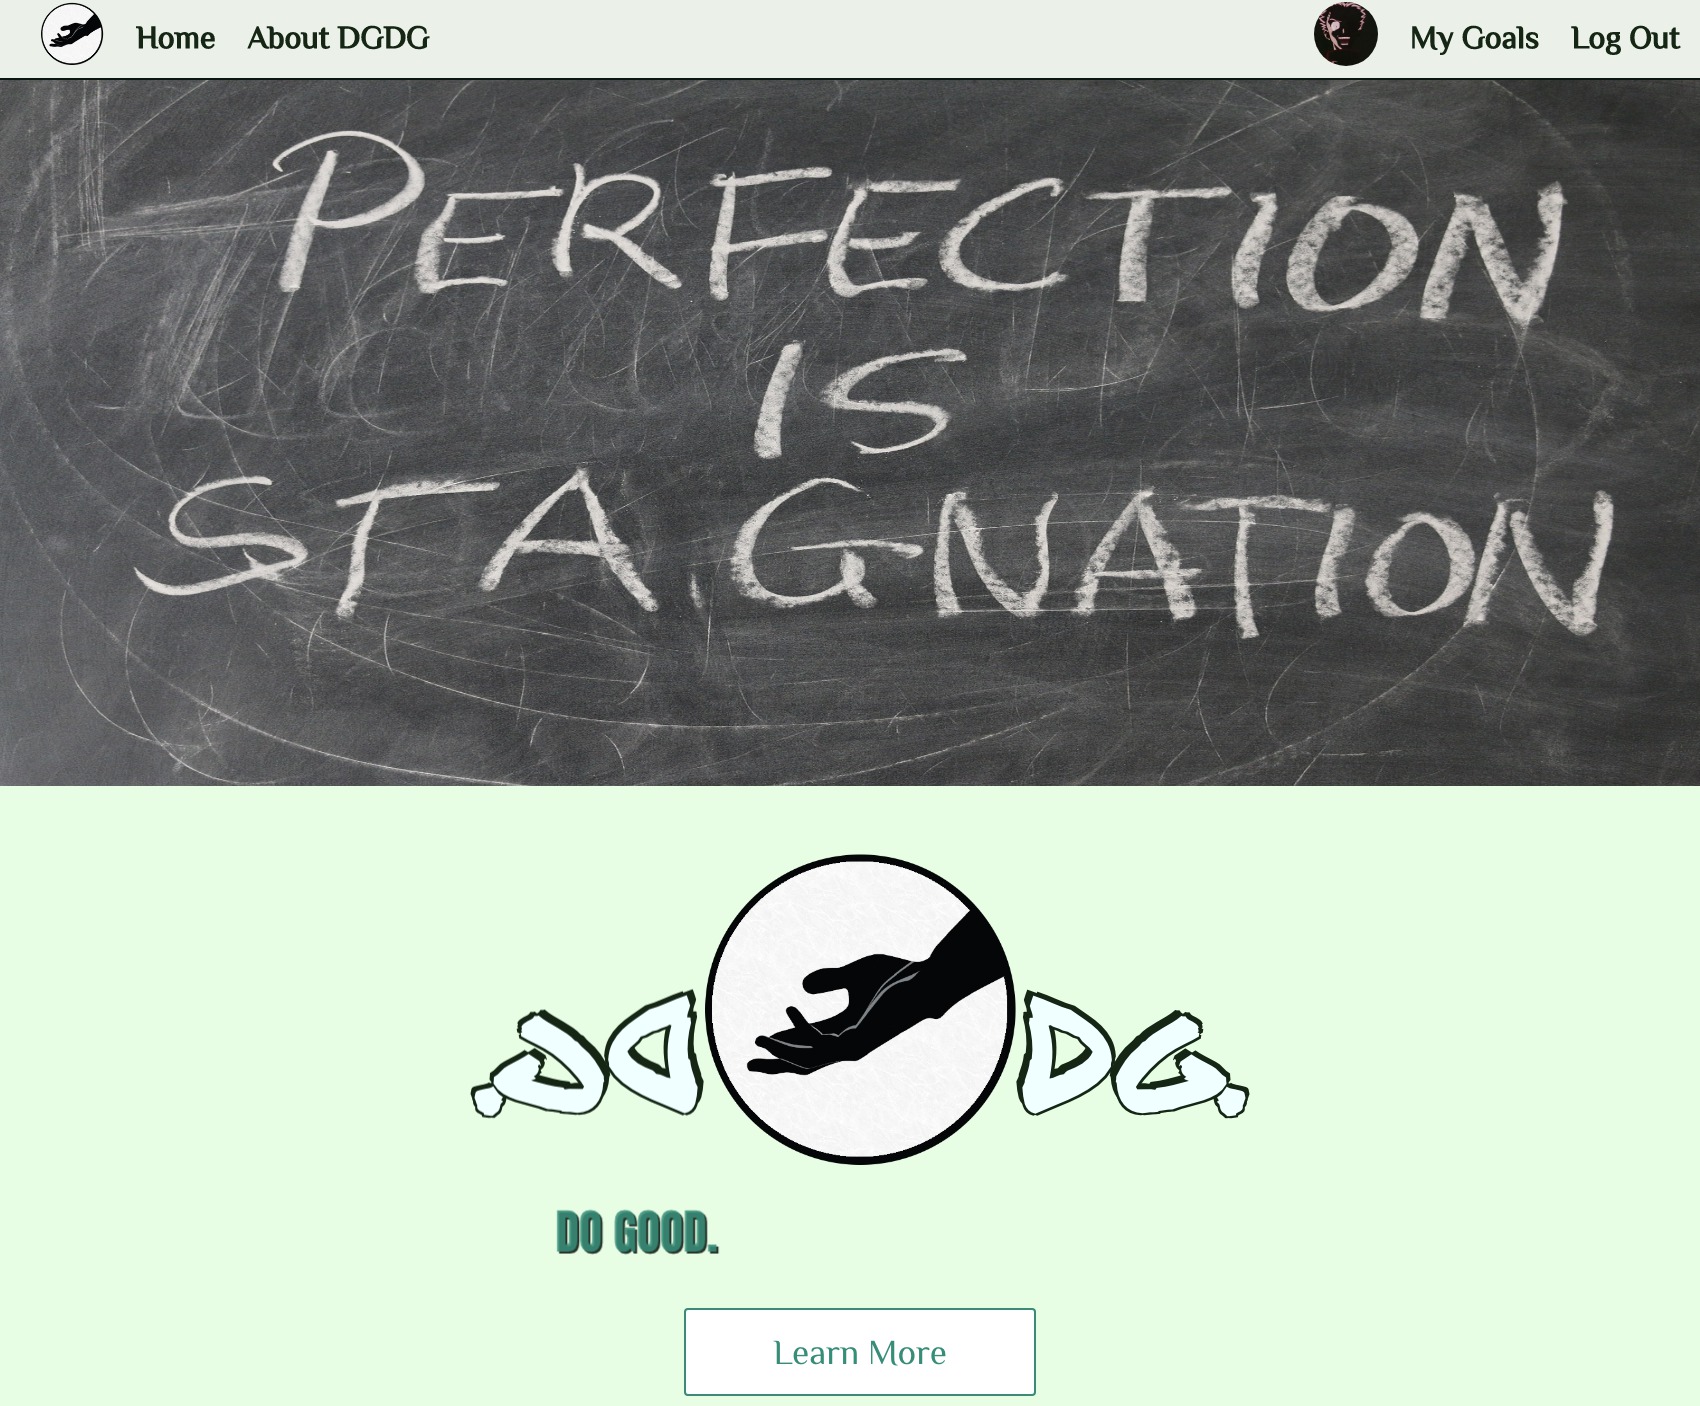 Home About DGDG My Goals Log Out
PERFECTION
IS
STAGNATION
DG DG
DO GOOD.
Learn More